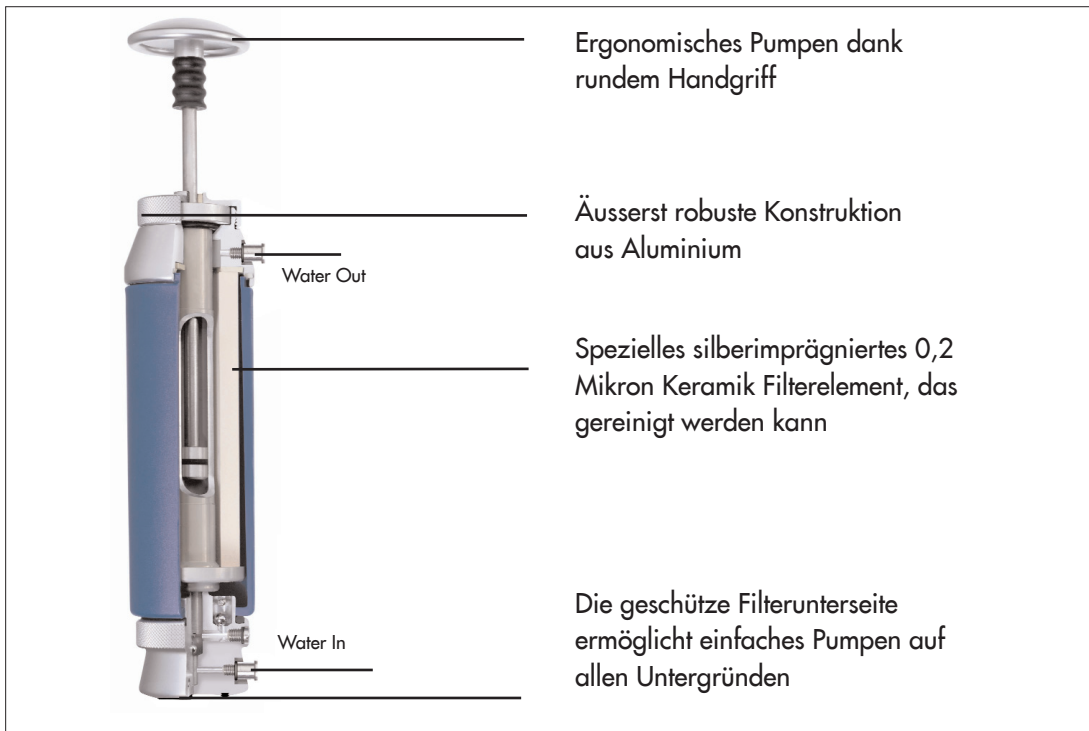 Ergonomisches Pumpen dank
rundem Handgriff
Äusserst robuste Konstruktion
aus Aluminium
Water Out
Spezielles silberimprägniertes 0,2
Mikron Keramik Filterelement, das
gereinigt werden kann
Die geschütze Filterunterseite
ermöglicht einfaches Pumpen auf
allen Untergründen
Water In